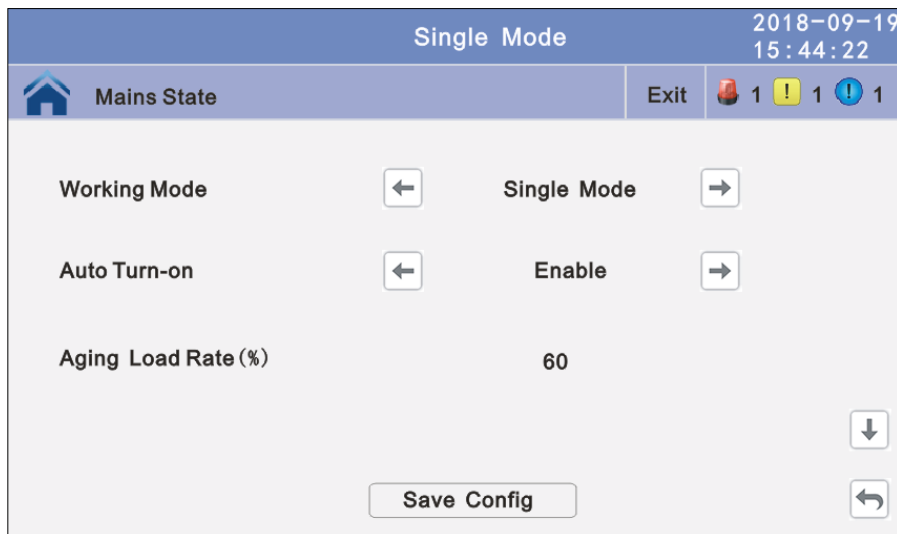 Single Mode
2018-09-19
15:44:22
Mains State
Exit
1
! 1
! 1
Working Mode
Single Mode
Auto Turn-on
Enable
Aging Load Rate(%)
60
Save Config